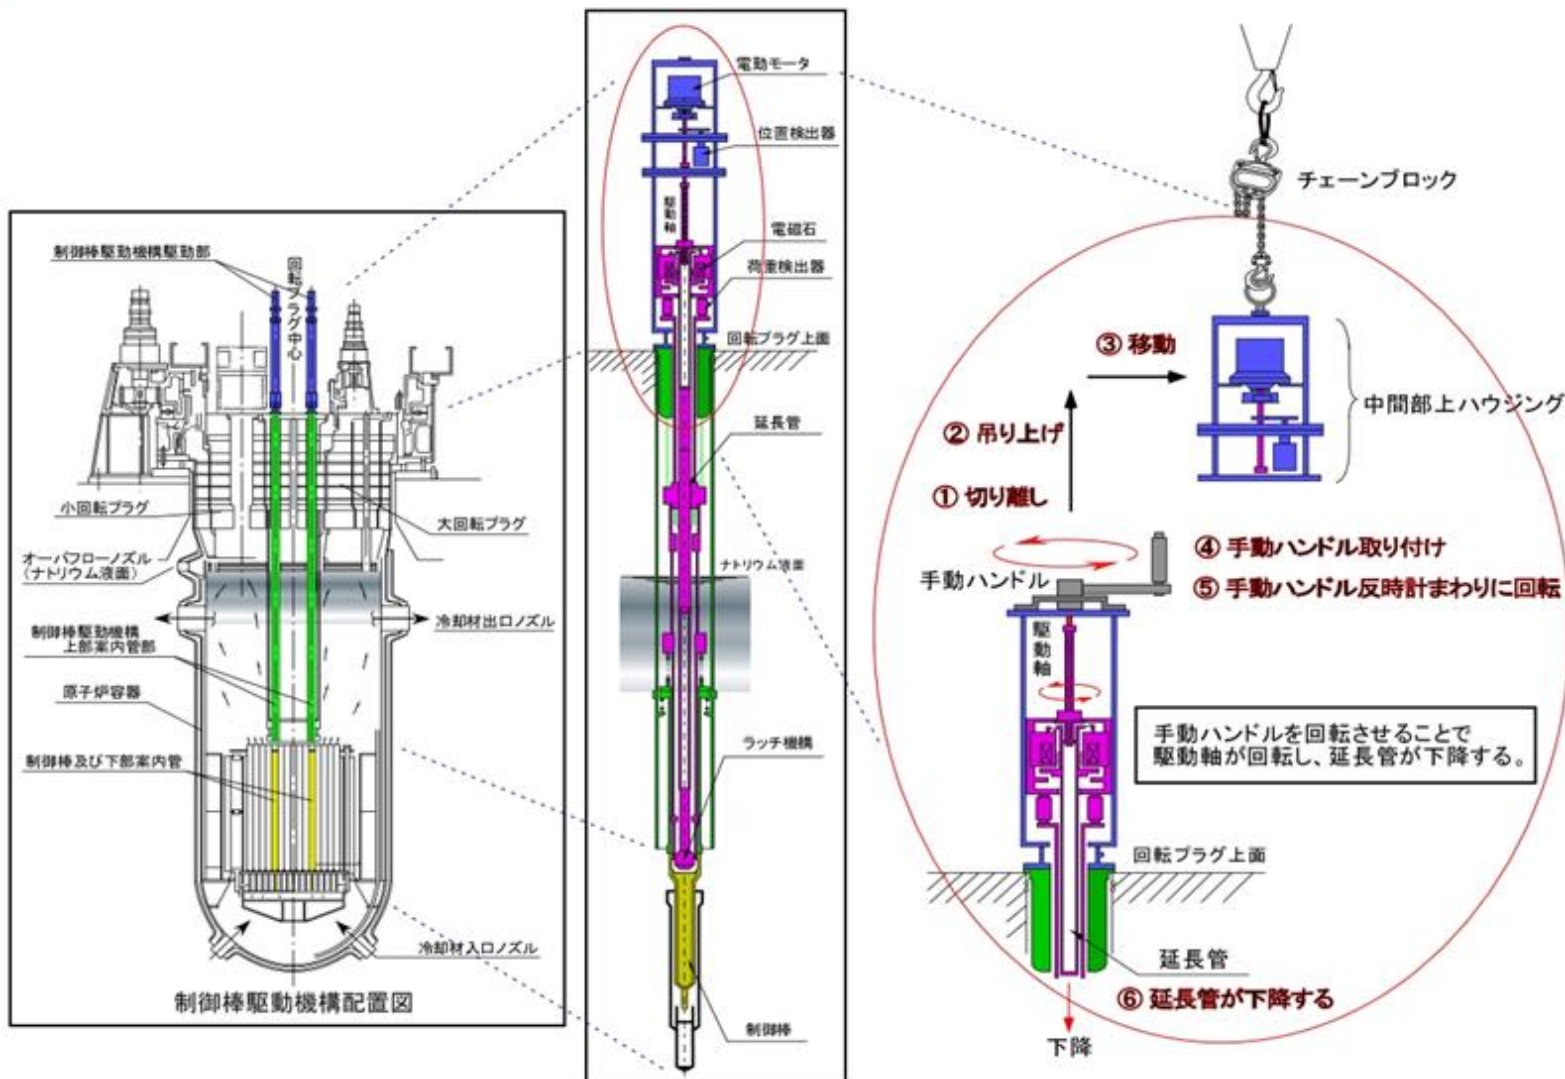 制御棒駆動機構駆動部
回転プラグ中心
小回転プラグ
大回転プラグ
オーバフローノズル
(ナトリウム液面)
冷却材出口ノズル
制御棒駆動機構
上部案内管部
原子炉容器
制御棒及び下部案内管
冷却材入口ノズル
制御棒駆動機構配置図
電動モータ
位置検出器
駆動軸
電磁石
荷重検出器
回転プラグ上面
延長管
ナトリウム液面
ラッチ機構
制御棒
チェーンブロック
③ 移動
中間部上ハウジング
② 吊り上げ
① 切り離し
④ 手動ハンドル取り付け
手動ハンドル
⑤ 手動ハンドル反時計まわりに回転
駆動軸
手動ハンドルを回転させることで
駆動軸が回転し、延長管が下降する。
回転プラグ上面
延長管
⑥ 延長管が下降する
下降